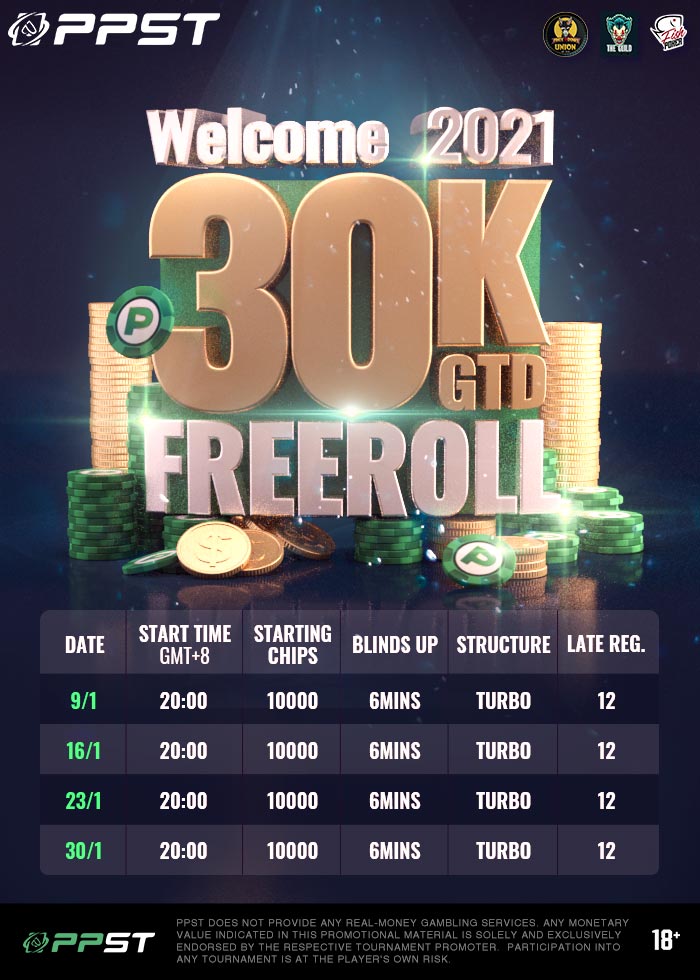 PPST
UNION
THE GUILD
Fish
PUNCH
Welcome 2021
30K
GTD
FREEROLL
P
P
DATE START TIME GMT+8 STARTING CHIPS BLINDS UP STRUCTURE LATE REG.
9/1 20:00 10000 6MINS TURBO 12
16/1 20:00 10000 6MINS TURBO 12
23/1 20:00 10000 6MINS TURBO 12
30/1 20:00 10000 6MINS TURBO 12
PPST
PPST DOES NOT PROVIDE ANY REAL-MONEY GAMBLING SERVICES. ANY MONETARY
VALUE INDICATED IN THIS PROMOTIONAL MATERIAL IS SOLELY AND EXCLUSIVELY
ENDORSED BY THE RESPECTIVE TOURNAMENT PROMOTER. PARTICIPATION INTO
ANY TOURNAMENT IS AT THE PLAYER'S OWN RISK.
18+